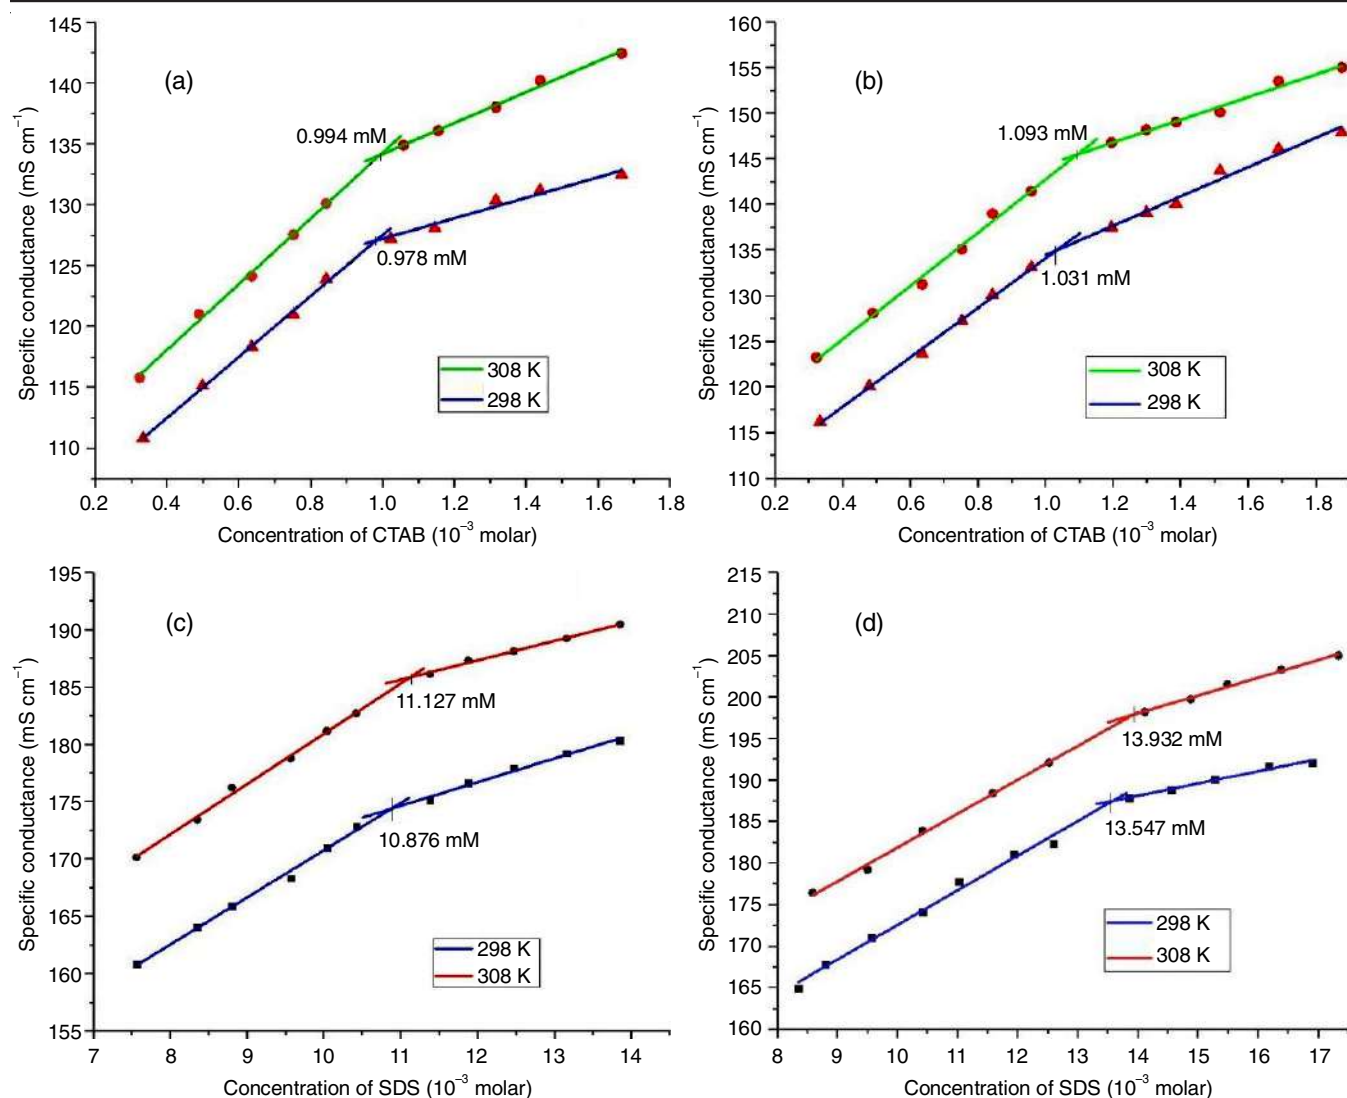 145
140
135
130
125
120
115
110
Specific conductance (mS cm⁻¹)
(a)
0.994 mM
0.978 mM
308 K
298 K
0.2 0.4 0.6 0.8 1.0 1.2 1.4 1.6 1.8
Concentration of CTAB (10⁻³ molar)
160
155
150
145
140
135
130
125
120
115
110
Specific conductance (mS cm⁻¹)
(b)
1.093 mM
1.031 mM
308 K
298 K
0.2 0.4 0.6 0.8 1.0 1.2 1.4 1.6 1.8
Concentration of CTAB (10⁻³ molar)
195
190
185
180
175
170
165
160
155
Specific conductance (mS cm⁻¹)
(c)
11.127 mM
10.876 mM
298 K
308 K
7 8 9 10 11 12 13 14
Concentration of SDS (10⁻³ molar)
215
210
205
200
195
190
185
180
175
170
165
160
Specific conductance (mS cm⁻¹)
(d)
13.932 mM
13.547 mM
298 K
308 K
8 9 10 11 12 13 14 15 16 17
Concentration of SDS (10⁻³ molar)